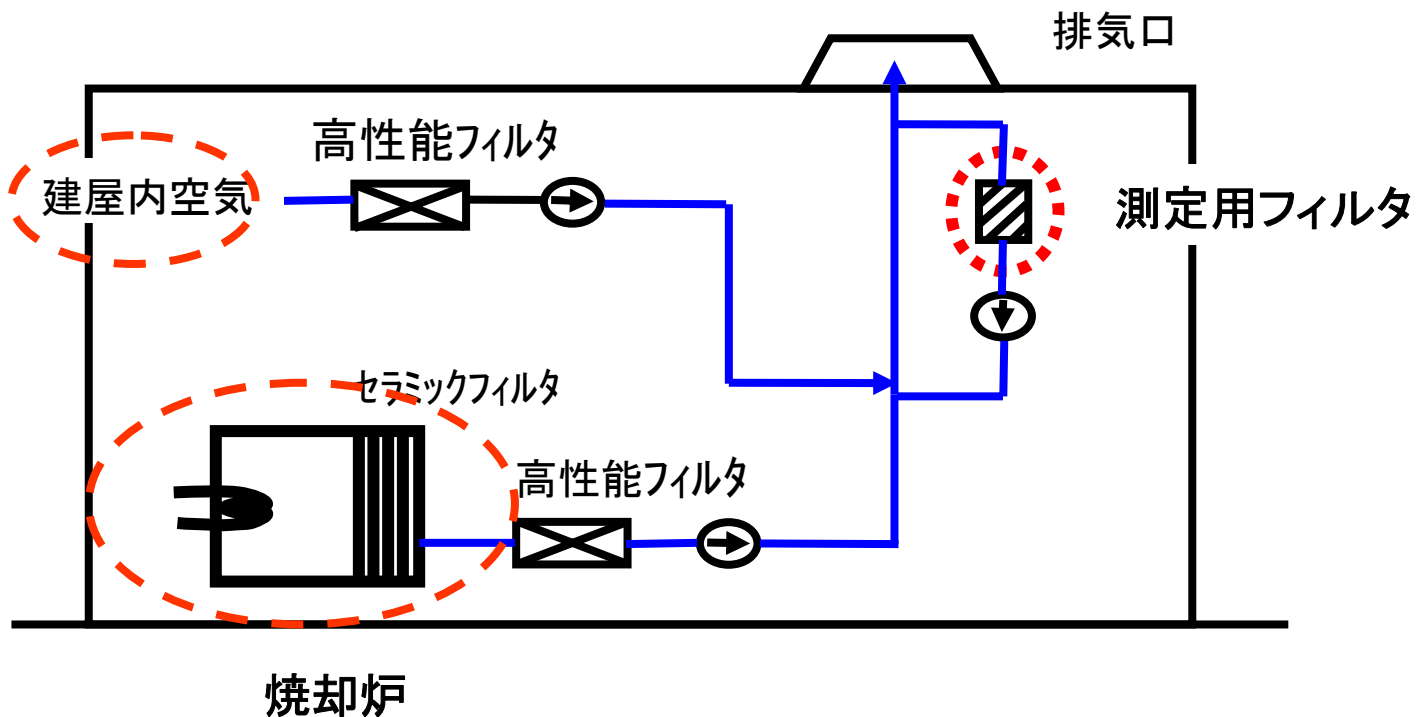 排気口
高性能フィルタ
建屋内空気
測定用フィルタ
セラミックフィルタ
高性能フィルタ
焼却炉